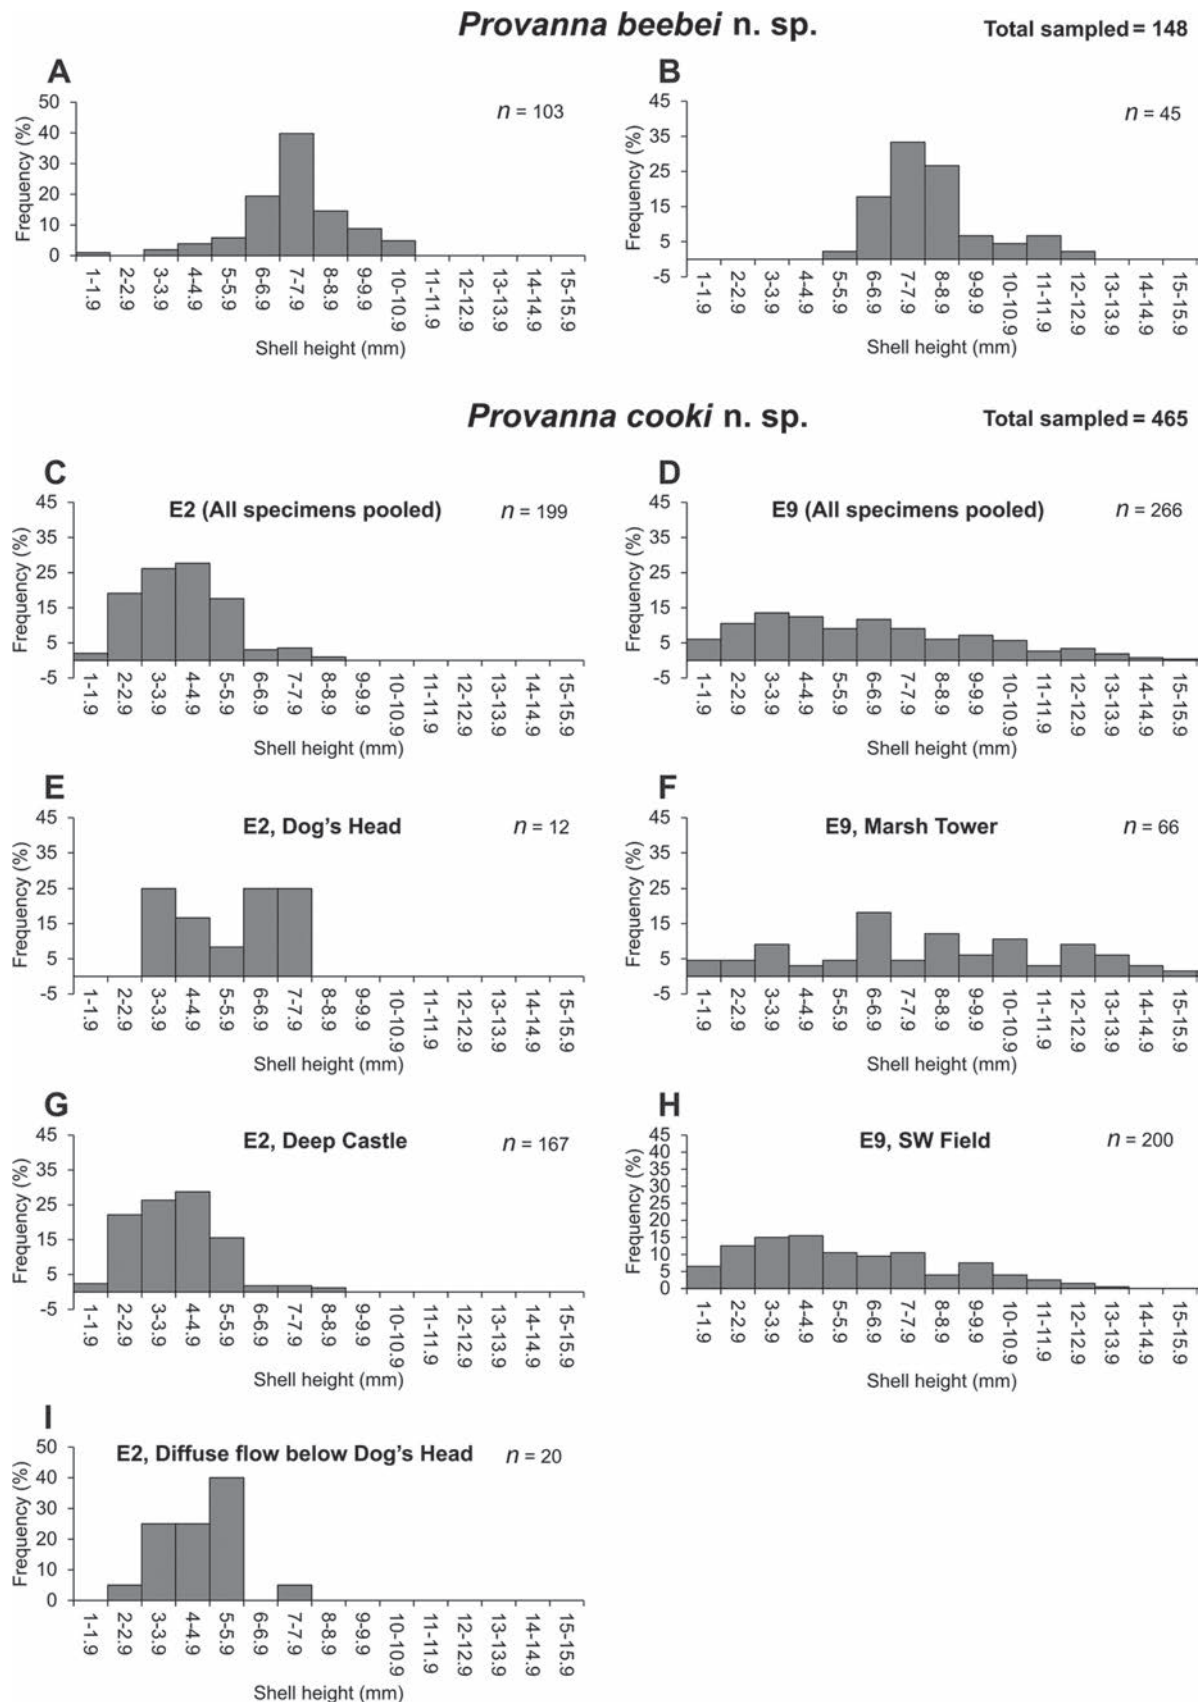 Provanna beebei n. sp. Total sampled = 148
A
n = 103
Frequency (%)
50
40
30
20
10
0
1-1.9 2-2.9 3-3.9 4-4.9 5-5.9 6-6.9 7-7.9 8-8.9 9-9.9 10-10.9 11-11.9 12-12.9 13-13.9 14-14.9 15-15.9
Shell height (mm)
B
n = 45
Frequency (%)
45
35
25
15
5
-5
1-1.9 2-2.9 3-3.9 4-4.9 5-5.9 6-6.9 7-7.9 8-8.9 9-9.9 10-10.9 11-11.9 12-12.9 13-13.9 14-14.9 15-15.9
Shell height (mm)
Provanna cooki n. sp. Total sampled = 465
C
E2 (All specimens pooled) n = 199
Frequency (%)
45
35
25
15
5
-5
1-1.9 2-2.9 3-3.9 4-4.9 5-5.9 6-6.9 7-7.9 8-8.9 9-9.9 10-10.9 11-11.9 12-12.9 13-13.9 14-14.9 15-15.9
Shell height (mm)
D
E9 (All specimens pooled) n = 266
Frequency (%)
45
35
25
15
5
-5
1-1.9 2-2.9 3-3.9 4-4.9 5-5.9 6-6.9 7-7.9 8-8.9 9-9.9 10-10.9 11-11.9 12-12.9 13-13.9 14-14.9 15-15.9
Shell height (mm)
E
E2, Dog's Head n = 12
Frequency (%)
45
35
25
15
5
-5
1-1.9 2-2.9 3-3.9 4-4.9 5-5.9 6-6.9 7-7.9 8-8.9 9-9.9 10-10.9 11-11.9 12-12.9 13-13.9 14-14.9 15-15.9
Shell height (mm)
F
E9, Marsh Tower n = 66
Frequency (%)
45
35
25
15
5
-5
1-1.9 2-2.9 3-3.9 4-4.9 5-5.9 6-6.9 7-7.9 8-8.9 9-9.9 10-10.9 11-11.9 12-12.9 13-13.9 14-14.9 15-15.9
Shell height (mm)
G
E2, Deep Castle n = 167
Frequency (%)
45
35
25
15
5
-5
1-1.9 2-2.9 3-3.9 4-4.9 5-5.9 6-6.9 7-7.9 8-8.9 9-9.9 10-10.9 11-11.9 12-12.9 13-13.9 14-14.9 15-15.9
Shell height (mm)
H
E9, SW Field n = 200
Frequency (%)
45
40
35
30
25
20
15
10
5
0
1-1.9 2-2.9 3-3.9 4-4.9 5-5.9 6-6.9 7-7.9 8-8.9 9-9.9 10-10.9 11-11.9 12-12.9 13-13.9 14-14.9 15-15.9
Shell height (mm)
I
E2, Diffuse flow below Dog's Head n = 20
Frequency (%)
50
40
30
20
10
0
1-1.9 2-2.9 3-3.9 4-4.9 5-5.9 6-6.9 7-7.9 8-8.9 9-9.9 10-10.9 11-11.9 12-12.9 13-13.9 14-14.9 15-15.9
Shell height (mm)